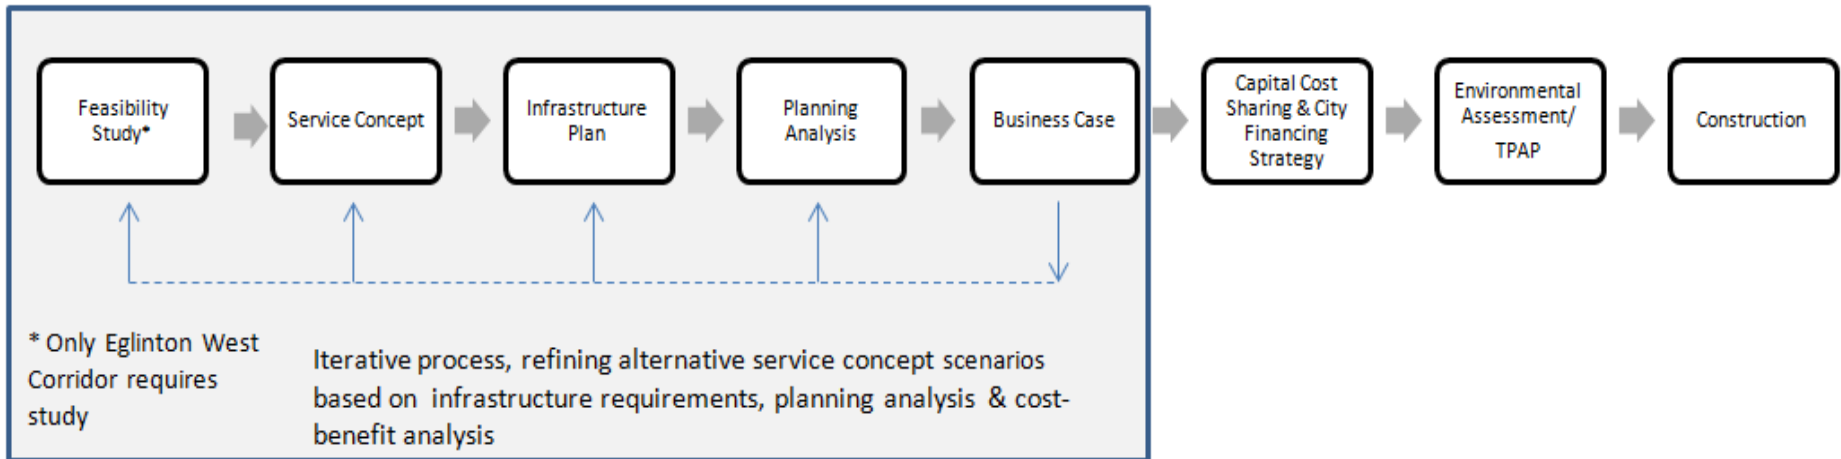 Feasibility
Study*
Service Concept
Infrastructure
Plan
Planning
Analysis
Business Case
Capital Cost
Sharing & City
Financing
Strategy
Environmental
Assessment/
TPAP
Construction
* Only Eglinton West
Corridor requires
study
Iterative process, refining alternative service concept scenarios
based on infrastructure requirements, planning analysis & cost-
benefit analysis